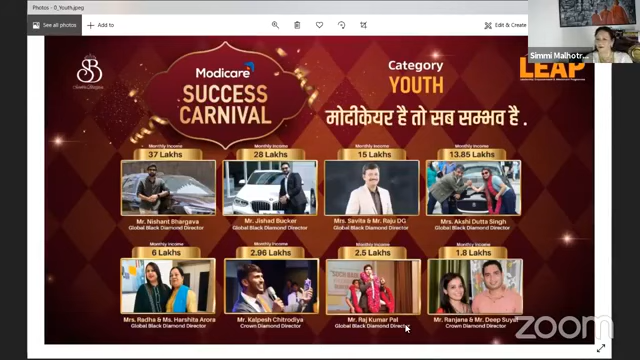 Photos - 0_Youth.jpeg
See all photos
Add to
Edit & Create
Simmi Malhotr...
SB
Modicare
SUCCESS
CARNIVAL
Category
YOUTH
LEAP
मोदीकेयर है तो सब सम्भव है .
Monthly Income
37 Lakhs
Mr. Nishant Bhargava
Global Black Diamond Director
Monthly Income
28 Lakhs
Mr. Jishad Bucker
Global Black Diamond Director
Monthly Income
15 Lakhs
Mrs. Savita & Mr. Raju DG
Global Black Diamond Director
Monthly Income
13.85 Lakhs
Mrs. Akshi Dutta Singh
Global Black Diamond Director
Monthly Income
6 Lakhs
Mrs. Radha & Ms. Harshita Arora
Global Black Diamond Director
Monthly Income
2.96 Lakhs
Mr. Kalpesh Chitrodiya
Crown Diamond Director
Monthly Income
2.5 Lakhs
Mr. Raj Kumar Pal
Global Black Diamond Director
Monthly Income
1.8 Lakhs
Mr. Ranjana & Mr. Deep Suyal
Crown Diamond Director
zoom